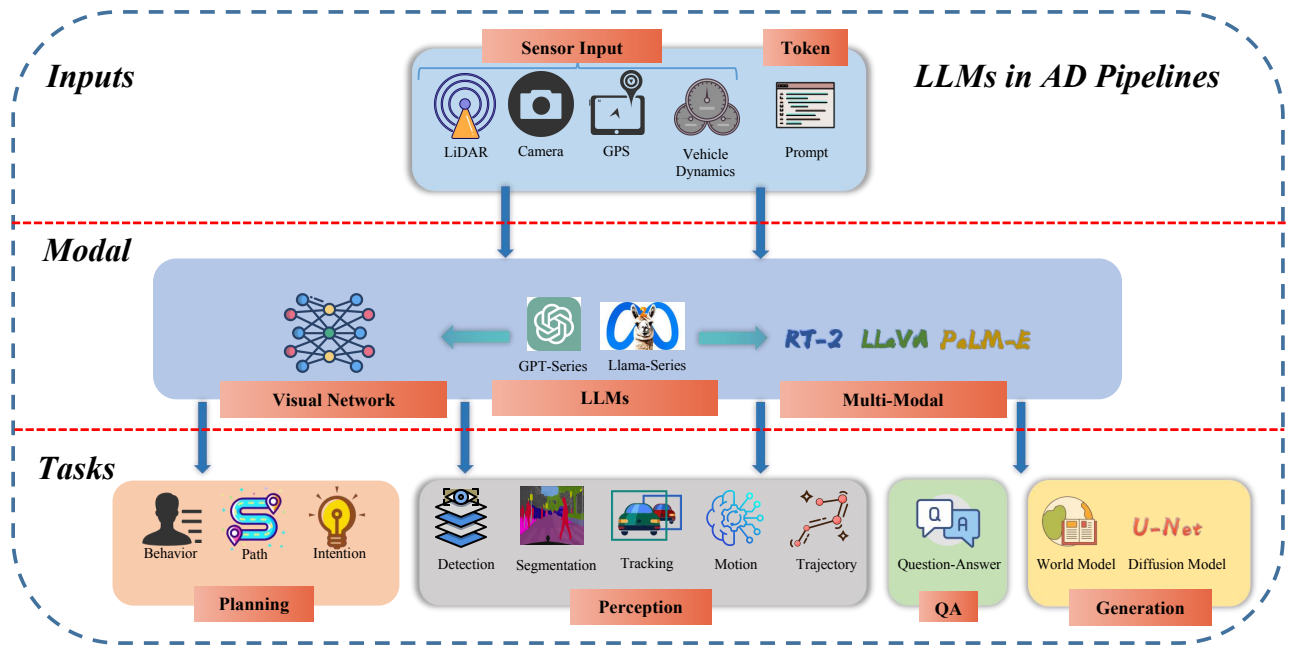 Sensor Input
Token
Inputs
LLMs in AD Pipelines
LiDAR
Camera
GPS
Vehicle
Dynamics
Prompt
Modal
RT-2
LLaVA
PaLM-E
GPT-Series
Llama-Series
Visual Network
LLMs
Multi-Modal
Tasks
Q
A
U-Net
Behavior
Path
Intention
Detection
Segmentation
Tracking
Motion
Trajectory
Question-Answer
World Model
Diffusion Model
Planning
Perception
QA
Generation